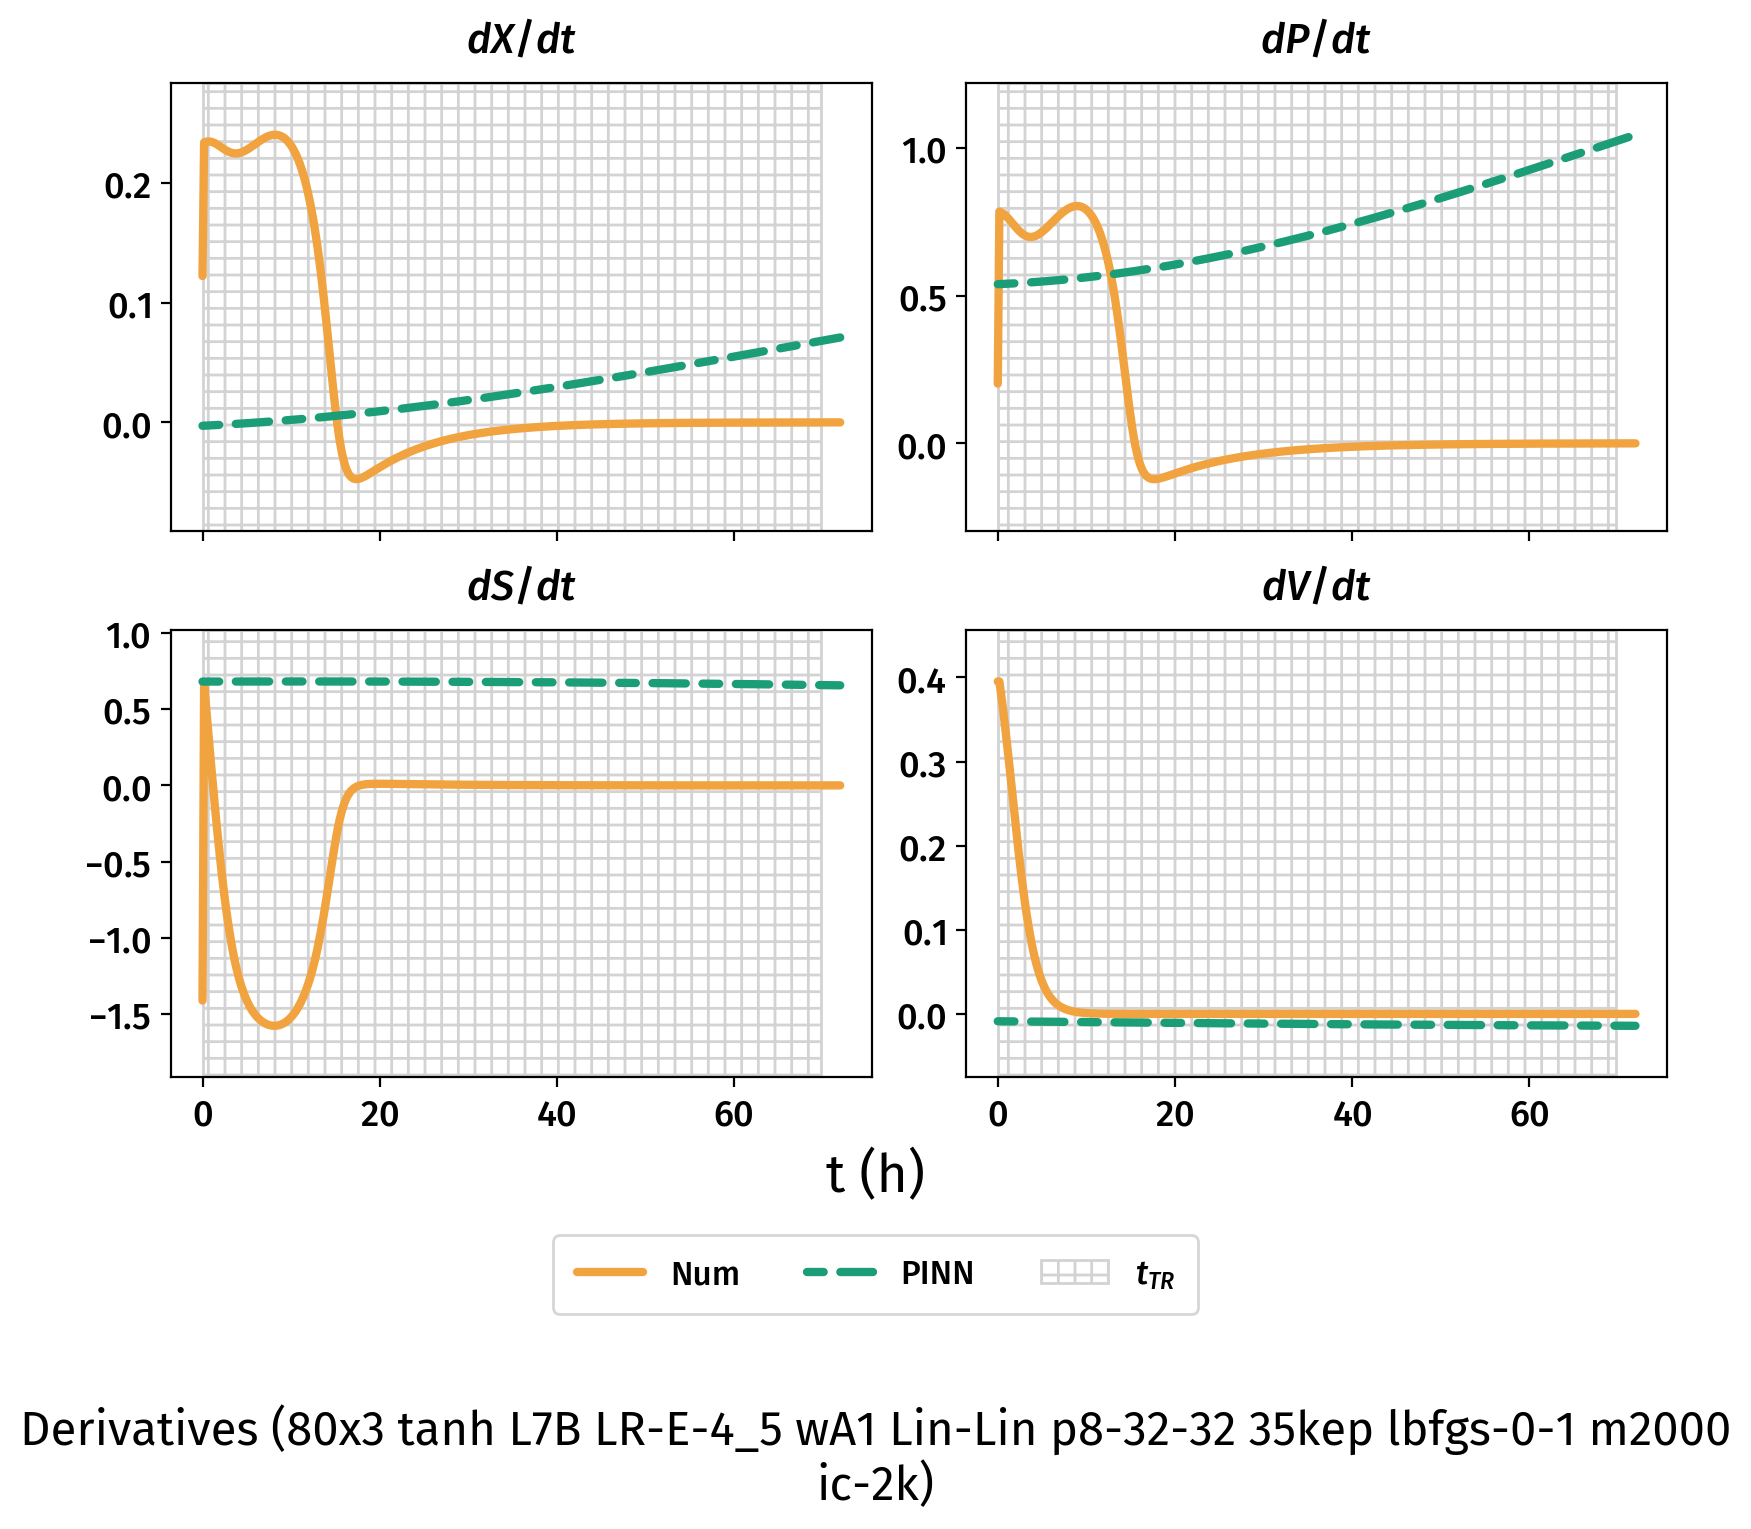 dX/dt
dP/dt
0.2
0.1
0.0
1.0
0.5
0.0
dS/dt
dV/dt
1.0
0.5
0.0
−0.5
−1.0
−1.5
0.4
0.3
0.2
0.1
0.0
0 20 40 60
0 20 40 60
t (h)
Num PINN tTR
Derivatives (80x3 tanh L7B LR-E-4_5 wA1 Lin-Lin p8-32-32 35kep lbfgs-0-1 m2000
ic-2k)